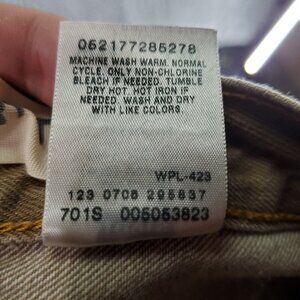 052177285278
MACHINE WASH WARM. NORMAL
CYCLE. ONLY NON-CHLORINE
BLEACH IF NEEDED. TUMBLE
DRY HOT. HOT IRON IF
NEEDED. WASH AND DRY
WITH LIKE COLORS.
WPL-423
123 0708 295837
701S 005053823